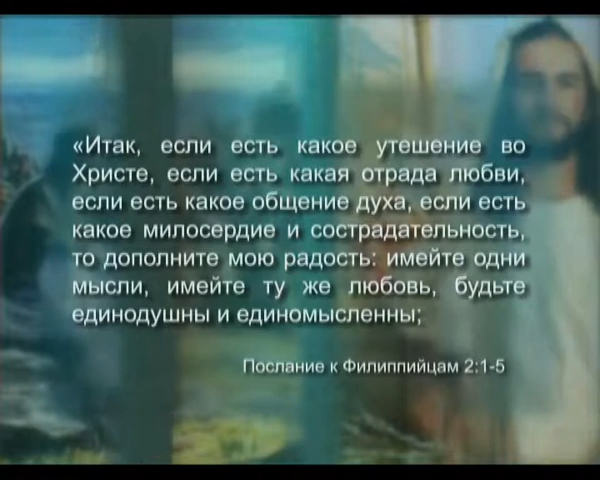 «Итак, если есть какое утешение во
Христе, если есть какая отрада любви,
если есть какое общение духа, если есть
какое милосердие и сострадательность,
то дополните мою радость: имейте одни
мысли, имейте ту же любовь, будьте
единодушны и единомысленны;
Послание к Филиппийцам 2:1-5